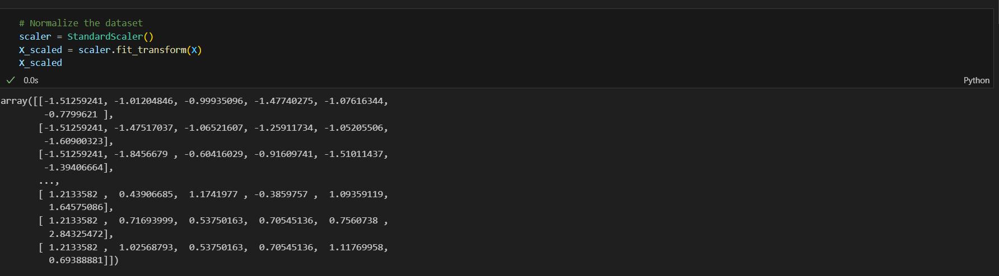 # Normalize the dataset
scaler = StandardScaler()
X_scaled = scaler.fit_transform(X)
X_scaled
✓ 0.0s
Python
array([[-1.51259241, -1.01204846, -0.99935096, -1.47740275, -1.07616344,
        -0.7799621 ],
       [-1.51259241, -1.47517037, -1.06521607, -1.25911734, -1.05205506,
        -1.60900323],
       [-1.51259241, -1.8456679 , -0.60416029, -0.91609741, -1.51011437,
        -1.39406664],
       ...,
       [ 1.2133582 ,  0.43906685,  1.1741977 , -0.3859757 ,  1.09359119,
         1.64575086],
       [ 1.2133582 ,  0.71693999,  0.53750163,  0.70545136,  0.7560738 ,
         2.84325472],
       [ 1.2133582 ,  1.02568793,  0.53750163,  0.70545136,  1.11769958,
         0.69388881]])